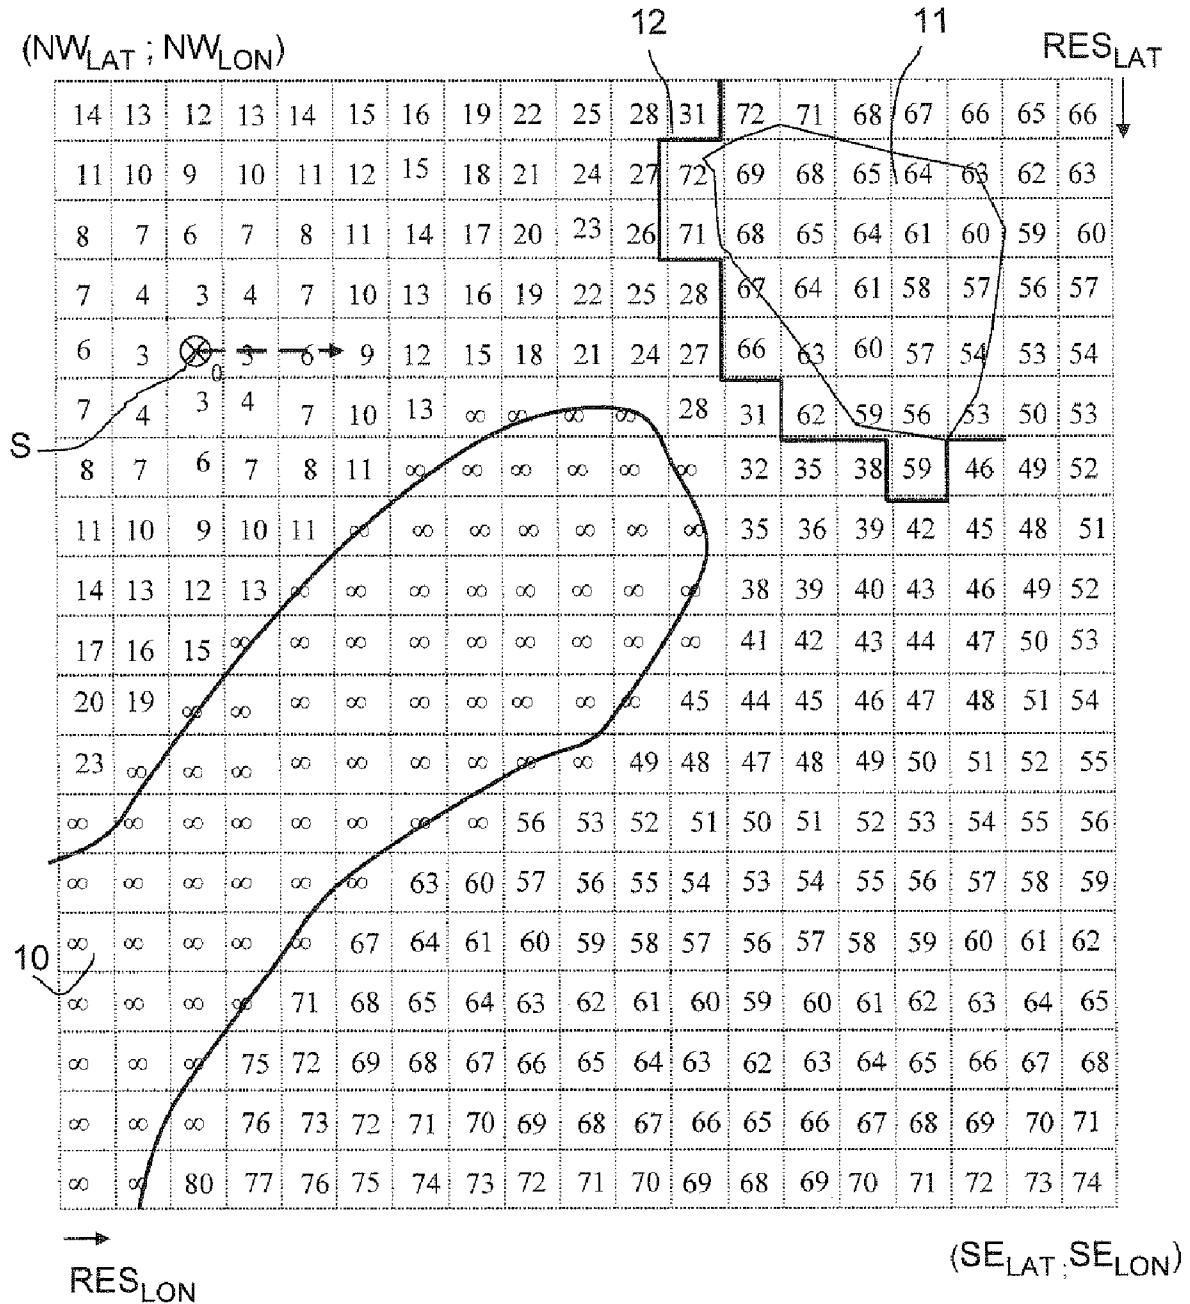 12 11
(NW_LAT ; NW_LON) RES_LAT
14 13 12 13 14 15 16 19 22 25 28 31 72 71 68 67 66 65 66
11 10 9 10 11 12 15 18 21 24 27 72 69 68 65 64 63 62 63
8 7 6 7 8 11 14 17 20 23 26 71 68 65 64 61 60 59 60
7 4 3 4 7 10 13 16 19 22 25 28 67 64 61 58 57 56 57
6 3 0 3 6 9 12 15 18 21 24 27 66 63 60 57 54 53 54
7 4 3 4 7 10 13 ∞ ∞ ∞ ∞ 28 31 62 59 56 53 50 53
S
8 7 6 7 8 11 ∞ ∞ ∞ ∞ ∞ ∞ 32 35 38 59 46 49 52
11 10 9 10 11 ∞ ∞ ∞ ∞ ∞ ∞ ∞ 35 36 39 42 45 48 51
14 13 12 13 ∞ ∞ ∞ ∞ ∞ ∞ ∞ ∞ 38 39 40 43 46 49 52
17 16 15 ∞ ∞ ∞ ∞ ∞ ∞ ∞ ∞ ∞ 41 42 43 44 47 50 53
20 19 ∞ ∞ ∞ ∞ ∞ ∞ ∞ ∞ ∞ 45 44 45 46 47 48 51 54
23 ∞ ∞ ∞ ∞ ∞ ∞ ∞ ∞ ∞ 49 48 47 48 49 50 51 52 55
∞ ∞ ∞ ∞ ∞ ∞ ∞ ∞ 56 53 52 51 50 51 52 53 54 55 56
∞ ∞ ∞ ∞ ∞ ∞ 63 60 57 56 55 54 53 54 55 56 57 58 59
∞ ∞ ∞ ∞ ∞ 67 64 61 60 59 58 57 56 57 58 59 60 61 62
10
∞ ∞ ∞ ∞ 71 68 65 64 63 62 61 60 59 60 61 62 63 64 65
∞ ∞ ∞ 75 72 69 68 67 66 65 64 63 62 63 64 65 66 67 68
∞ ∞ ∞ 76 73 72 71 70 69 68 67 66 65 66 67 68 69 70 71
∞ ∞ 80 77 76 75 74 73 72 71 70 69 68 69 70 71 72 73 74
RES_LON (SE_LAT ; SE_LON)